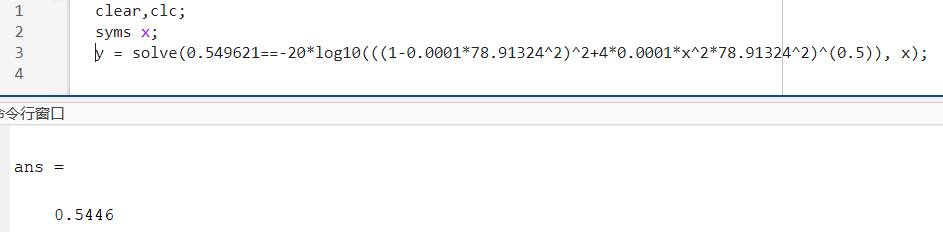 1 clear,clc;
2 syms x;
3 y = solve(0.549621==-20*log10(((1-0.0001*78.91324^2)^2+4*0.0001*x^2*78.91324^2)^(0.5)), x);
4
命令行窗口
ans =
0.5446